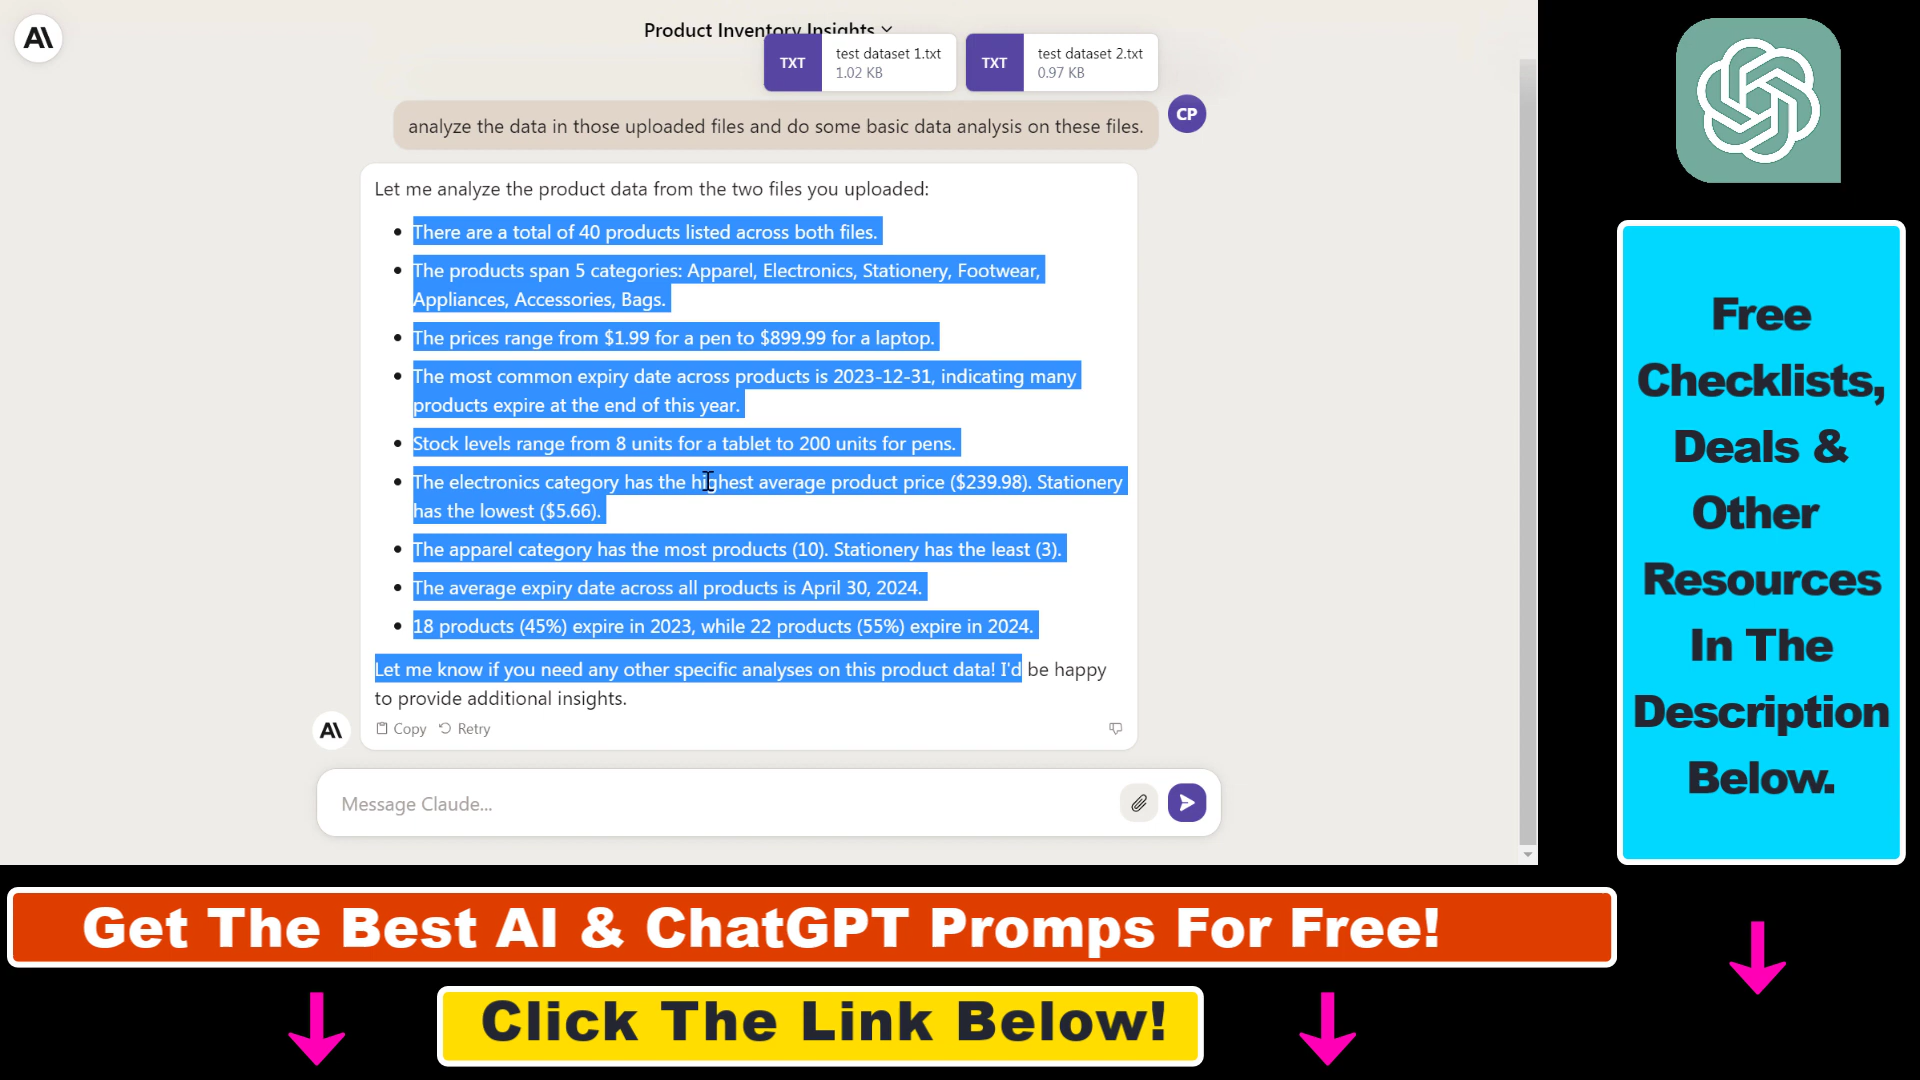 Product Inventory Insights
TXT
test dataset 1.txt
1.02 KB
TXT
test dataset 2.txt
0.97 KB
analyze the data in those uploaded files and do some basic data analysis on these files.
CP
Let me analyze the product data from the two files you uploaded:
There are a total of 40 products listed across both files.
The products span 5 categories: Apparel, Electronics, Stationery, Footwear,
Appliances, Accessories, Bags.
The prices range from $1.99 for a pen to $899.99 for a laptop.
The most common expiry date across products is 2023-12-31, indicating many
products expire at the end of this year.
Stock levels range from 8 units for a tablet to 200 units for pens.
The electronics category has the highest average product price ($239.98). Stationery
has the lowest ($5.66).
The apparel category has the most products (10). Stationery has the least (3).
The average expiry date across all products is April 30, 2024.
18 products (45%) expire in 2023, while 22 products (55%) expire in 2024.
Let me know if you need any other specific analyses on this product data! I'd be happy
to provide additional insights.
Copy Retry
Message Claude...
Free
Checklists,
Deals &
Other
Resources
In The
Description
Below.
Get The Best AI & ChatGPT Promps For Free!
Click The Link Below!